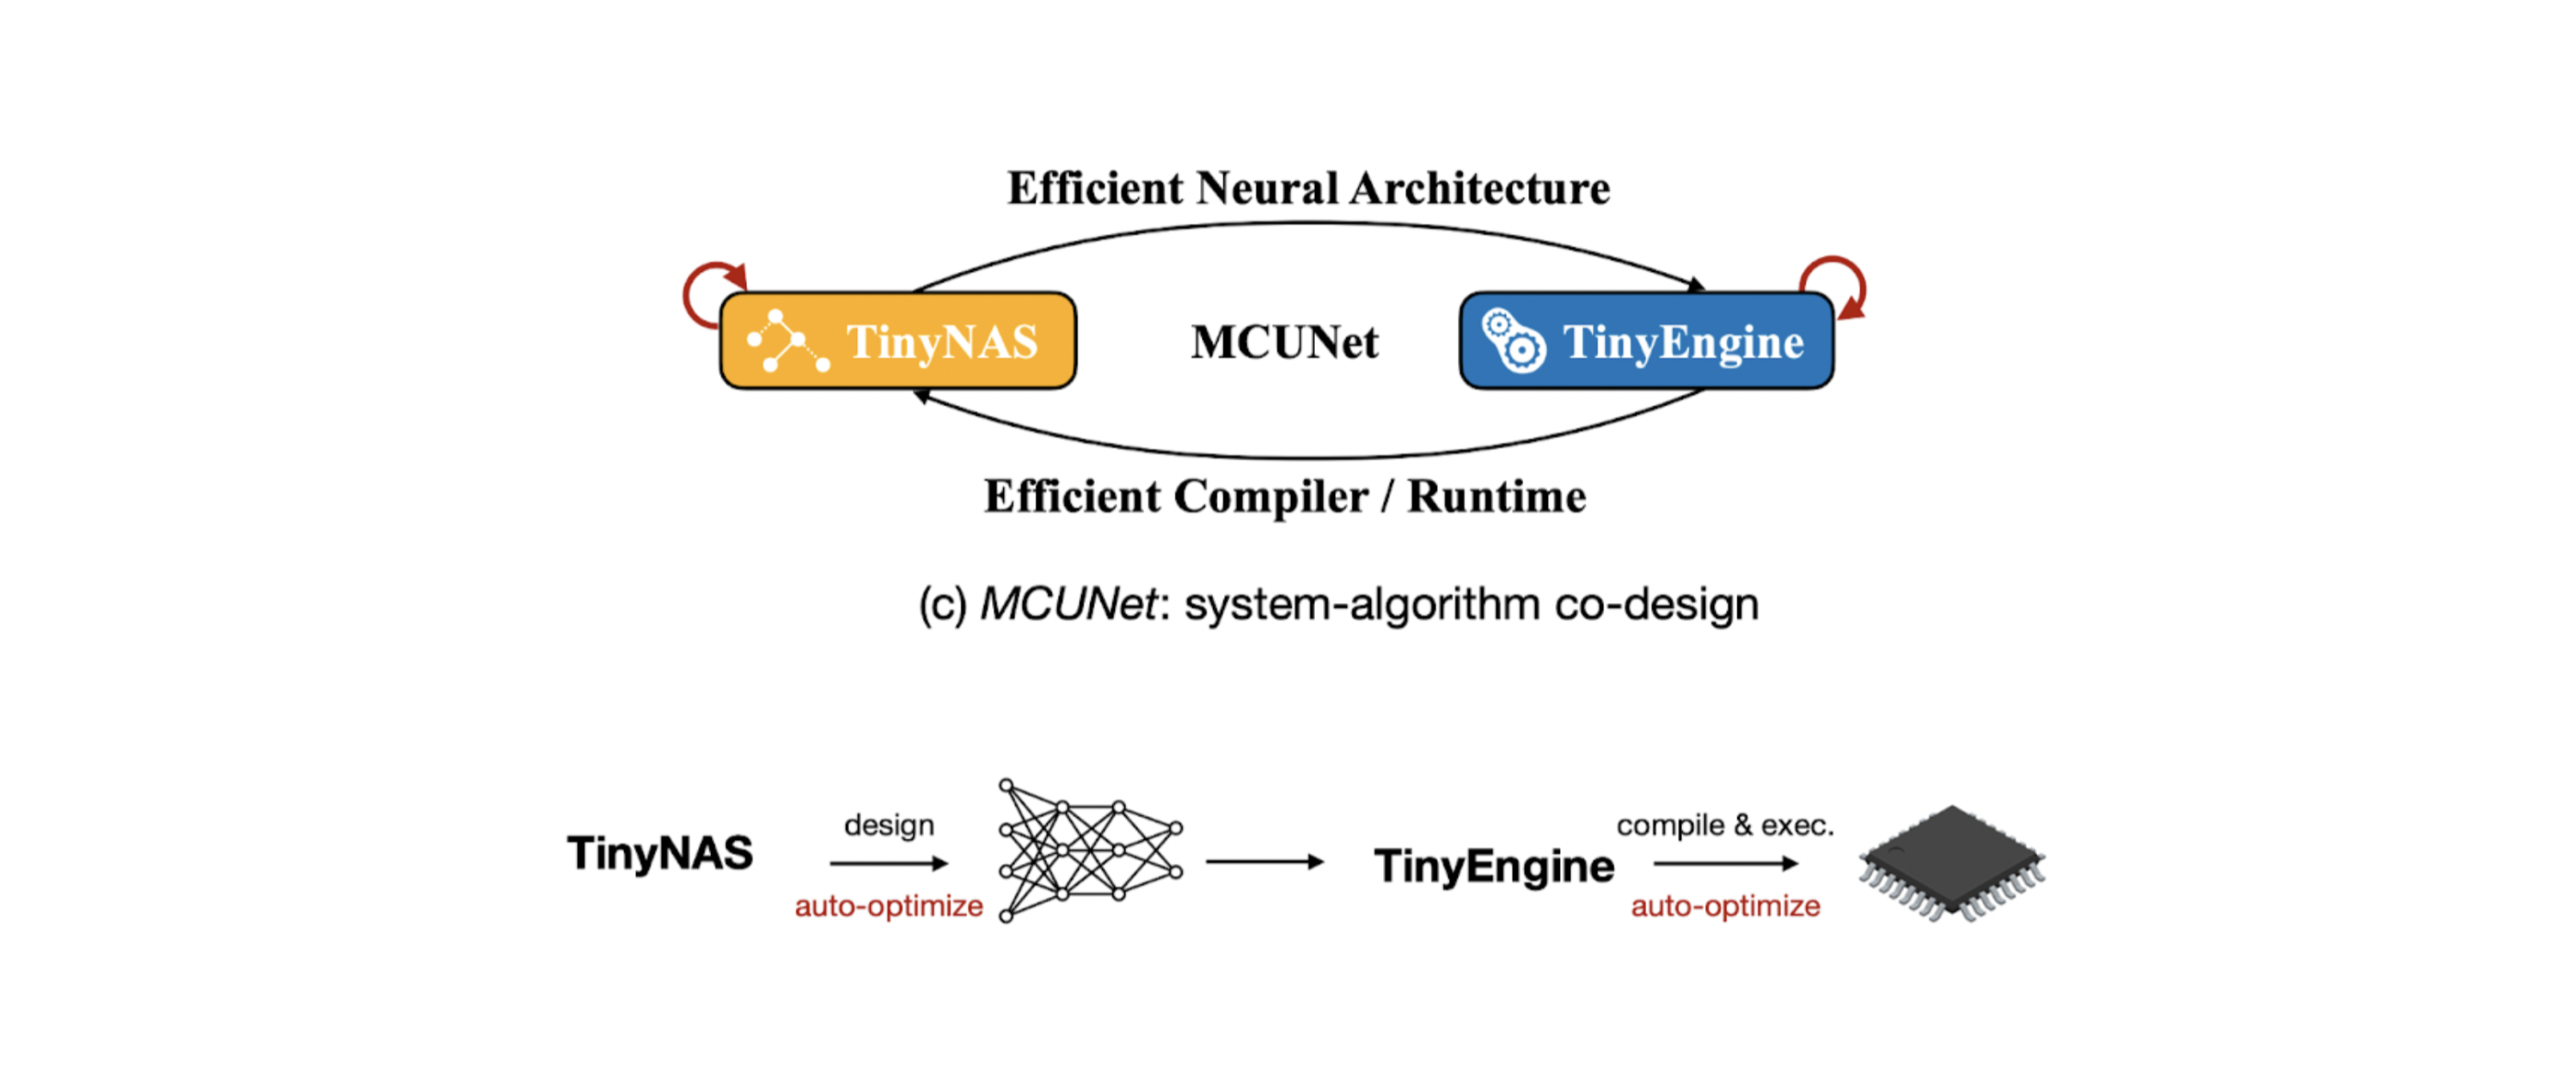 Efficient Neural Architecture
TinyNAS
MCUNet
TinyEngine
Efficient Compiler / Runtime
(c) MCUNet: system-algorithm co-design
TinyNAS
design
auto-optimize
TinyEngine
compile & exec.
auto-optimize